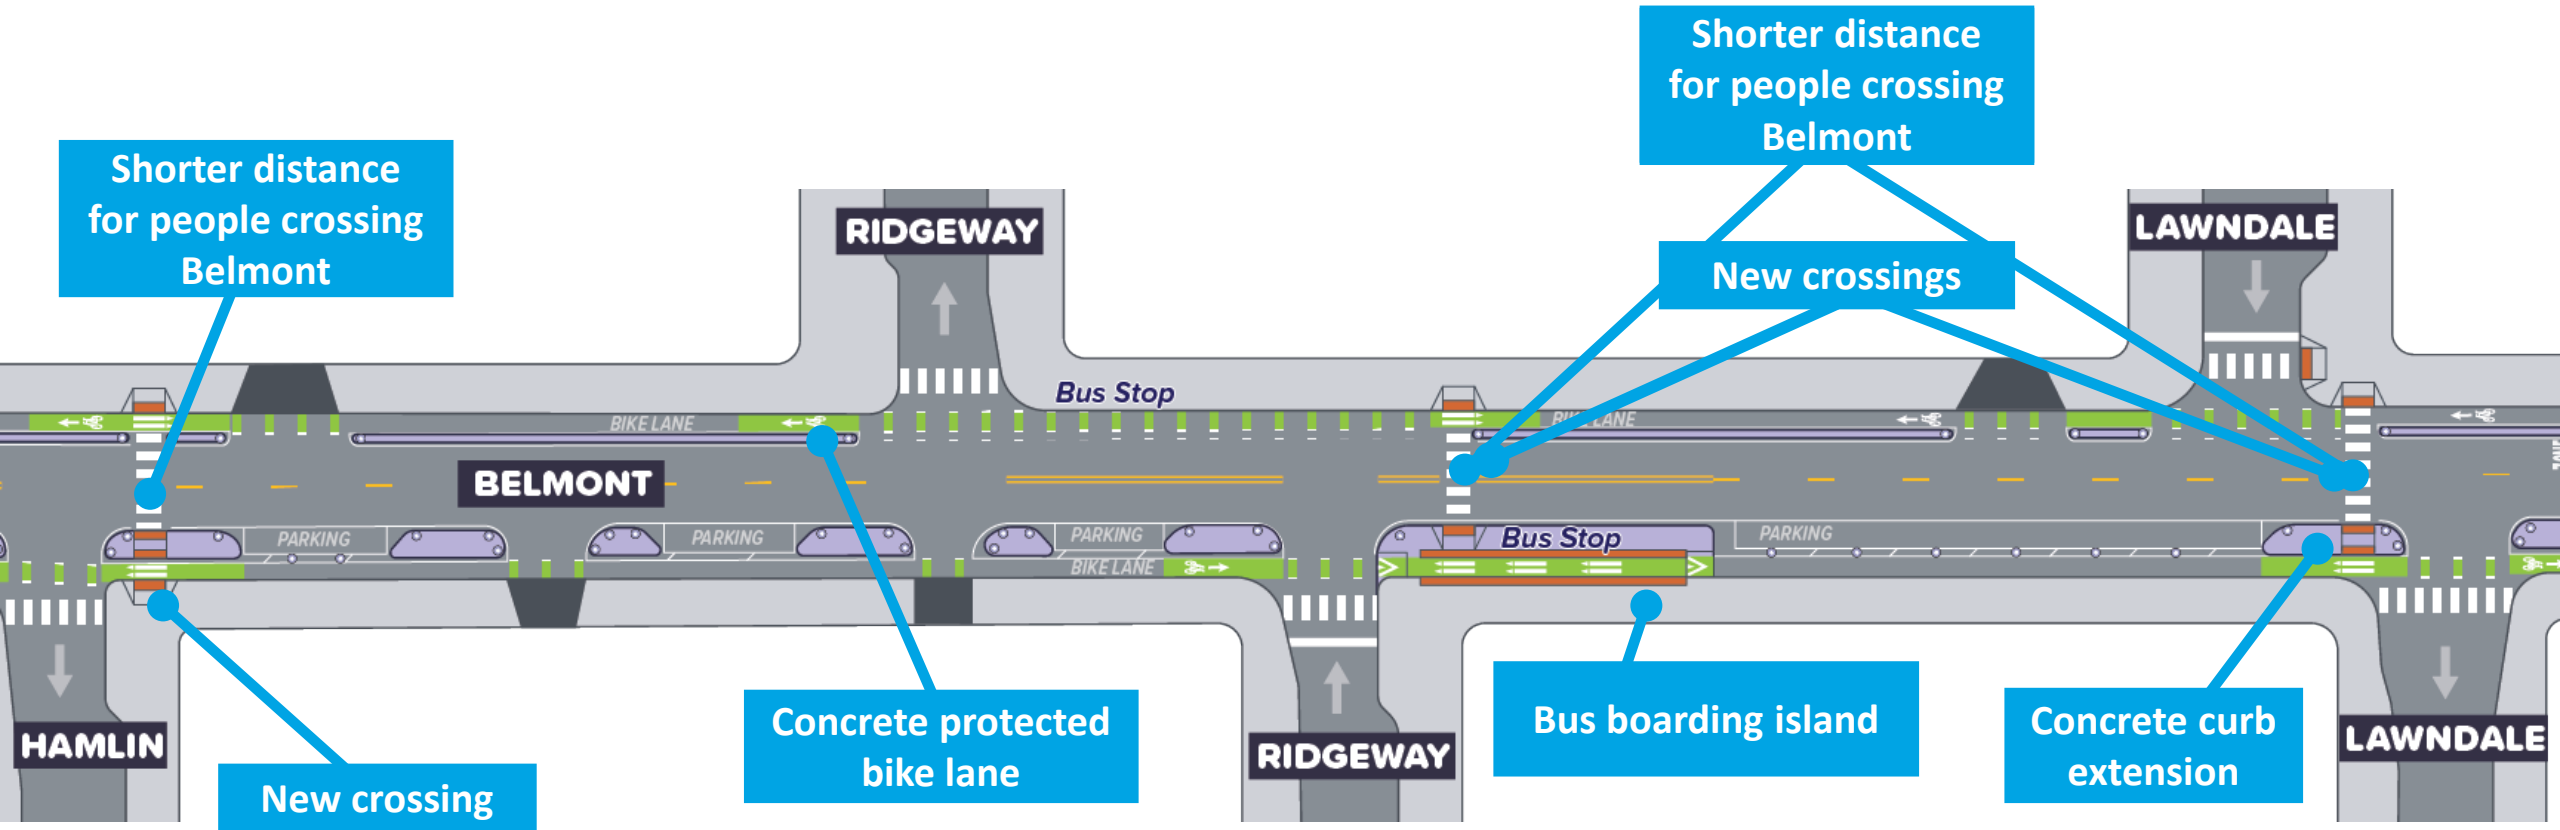 Shorter distance
for people crossing
Belmont
Shorter distance
for people crossing
Belmont
New crossings
RIDGEWAY
LAWNDALE
Bus Stop
BIKE LANE
BIKE LANE
BELMONT
PARKING
PARKING
PARKING
BIKE LANE
Bus Stop
PARKING
HAMLIN
New crossing
Concrete protected
bike lane
RIDGEWAY
Bus boarding island
Concrete curb
extension
LAWNDALE